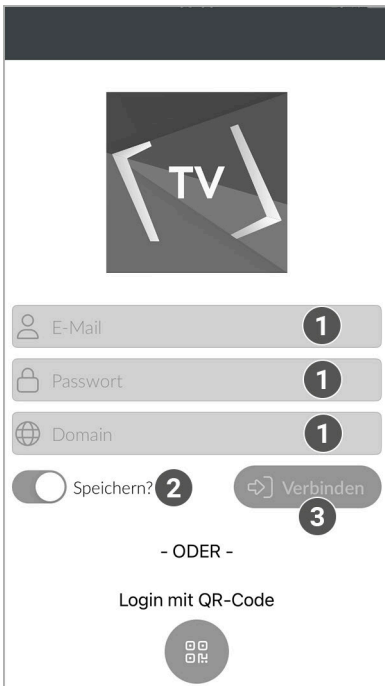 TV
E-Mail 1
Passwort 1
Domain 1
Speichern? 2 Verbinden
3
- ODER -
Login mit QR-Code